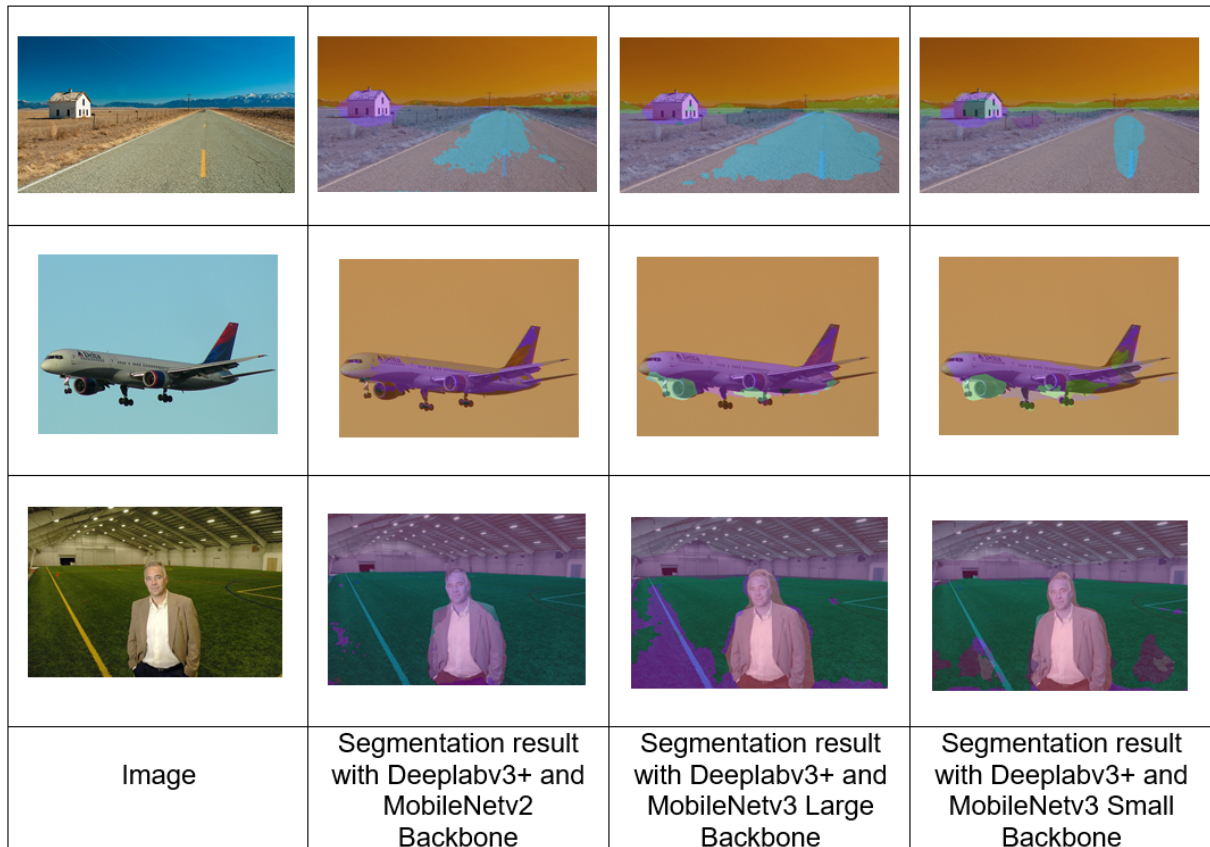 Image
Segmentation result
with Deeplabv3+ and
MobileNetv2
Backbone
Segmentation result
with Deeplabv3+ and
MobileNetv3 Large
Backbone
Segmentation result
with Deeplabv3+ and
MobileNetv3 Small
Backbone